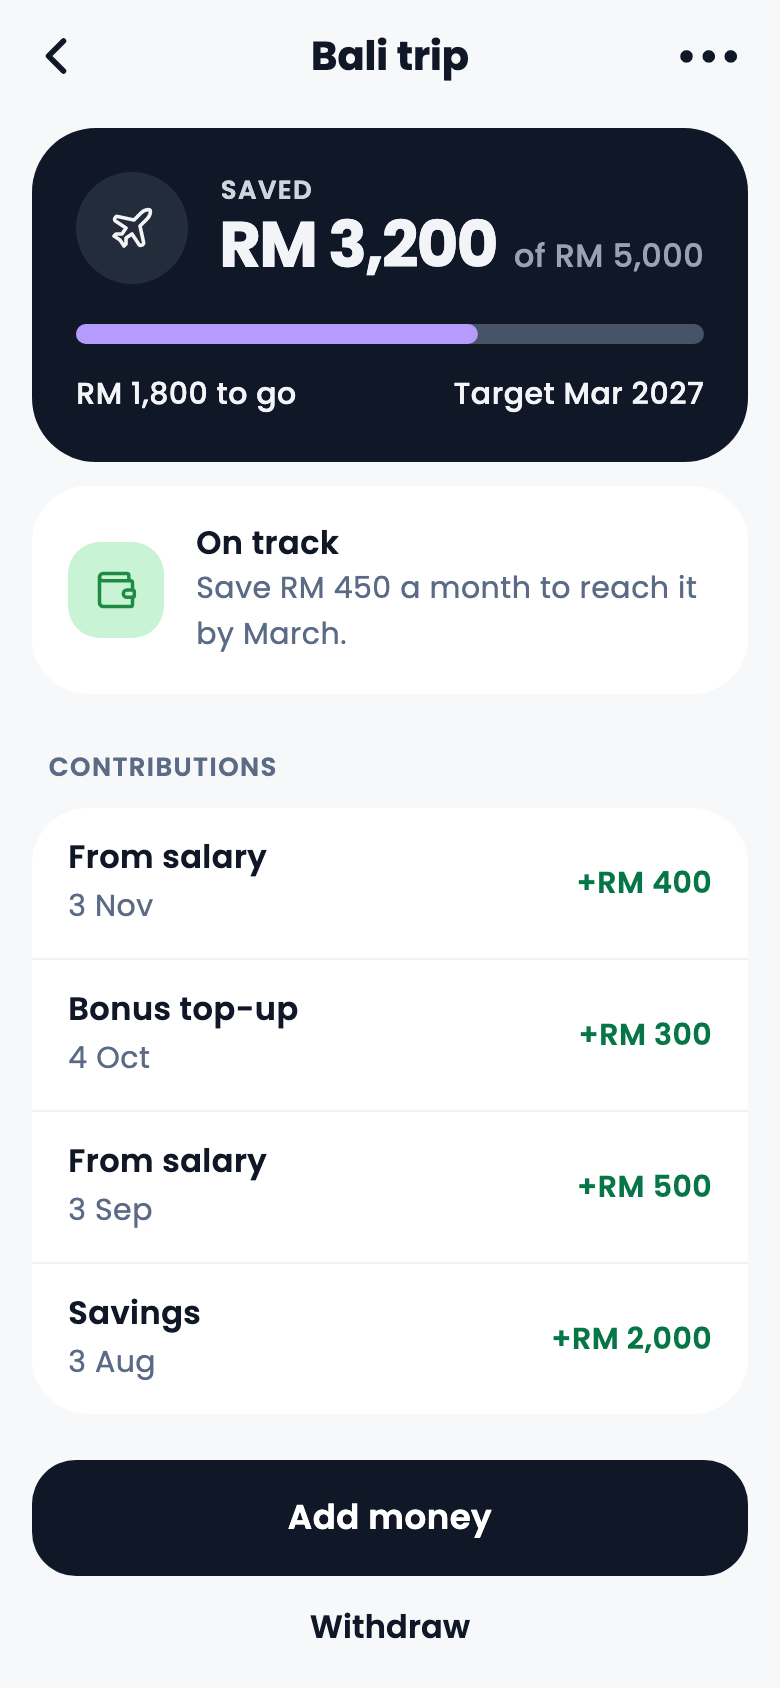 Bali trip
SAVED
RM 3,200 of RM 5,000
RM 1,800 to go
Target Mar 2027
On track
Save RM 450 a month to reach it
by March.
CONTRIBUTIONS
From salary
3 Nov
+RM 400
Bonus top-up
4 Oct
+RM 300
From salary
3 Sep
+RM 500
Savings
3 Aug
+RM 2,000
Add money
Withdraw